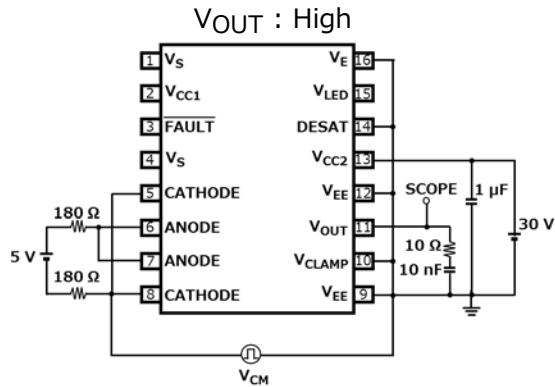 VOUT : High
1 VS
2 VCC1
3 FAULT
4 VS
5 CATHODE
6 ANODE
7 ANODE
8 CATHODE
VE 16
VLED 15
DESAT 14
VCC2 13
VEE 12
VOUT 11
VCLAMP 10
VEE 9
180 Ω
5 V
180 Ω
SCOPE
1 µF
10 Ω
10 nF
30 V
VCM